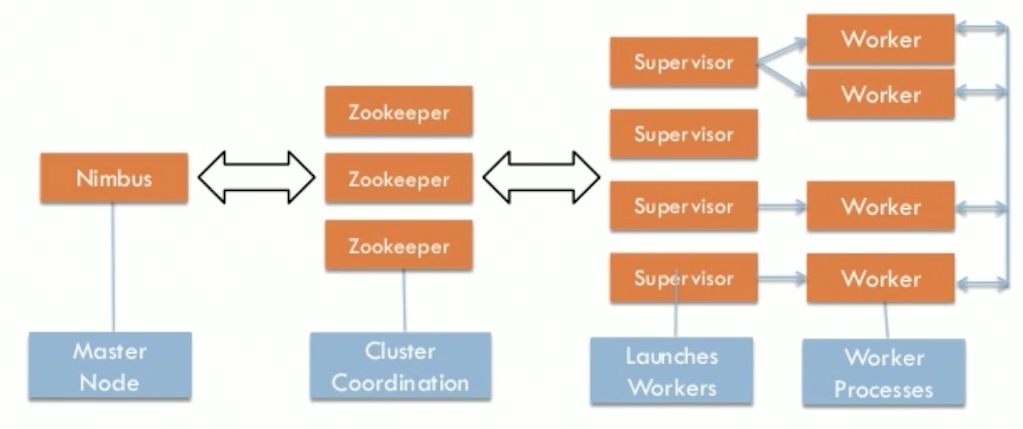 Nimbus
Master
Node
Zookeeper
Zookeeper
Zookeeper
Cluster
Coordination
Supervisor
Supervisor
Supervisor
Supervisor
Launches
Workers
Worker
Worker
Worker
Worker
Worker
Processes